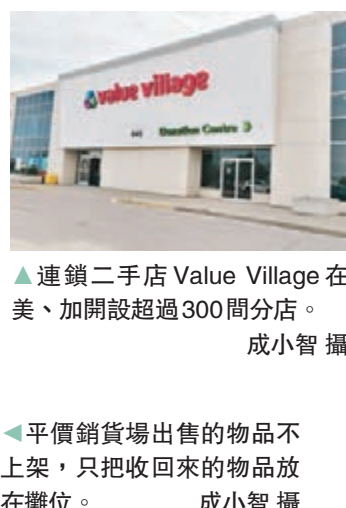 value village
Donation Centre
▲連鎖二手店 Value Village 在
美、加開設超過300間分店。
成小智 攝
◀平價銷貨場出售的物品不
上架，只把收回來的物品放
在攤位。 成小智 攝